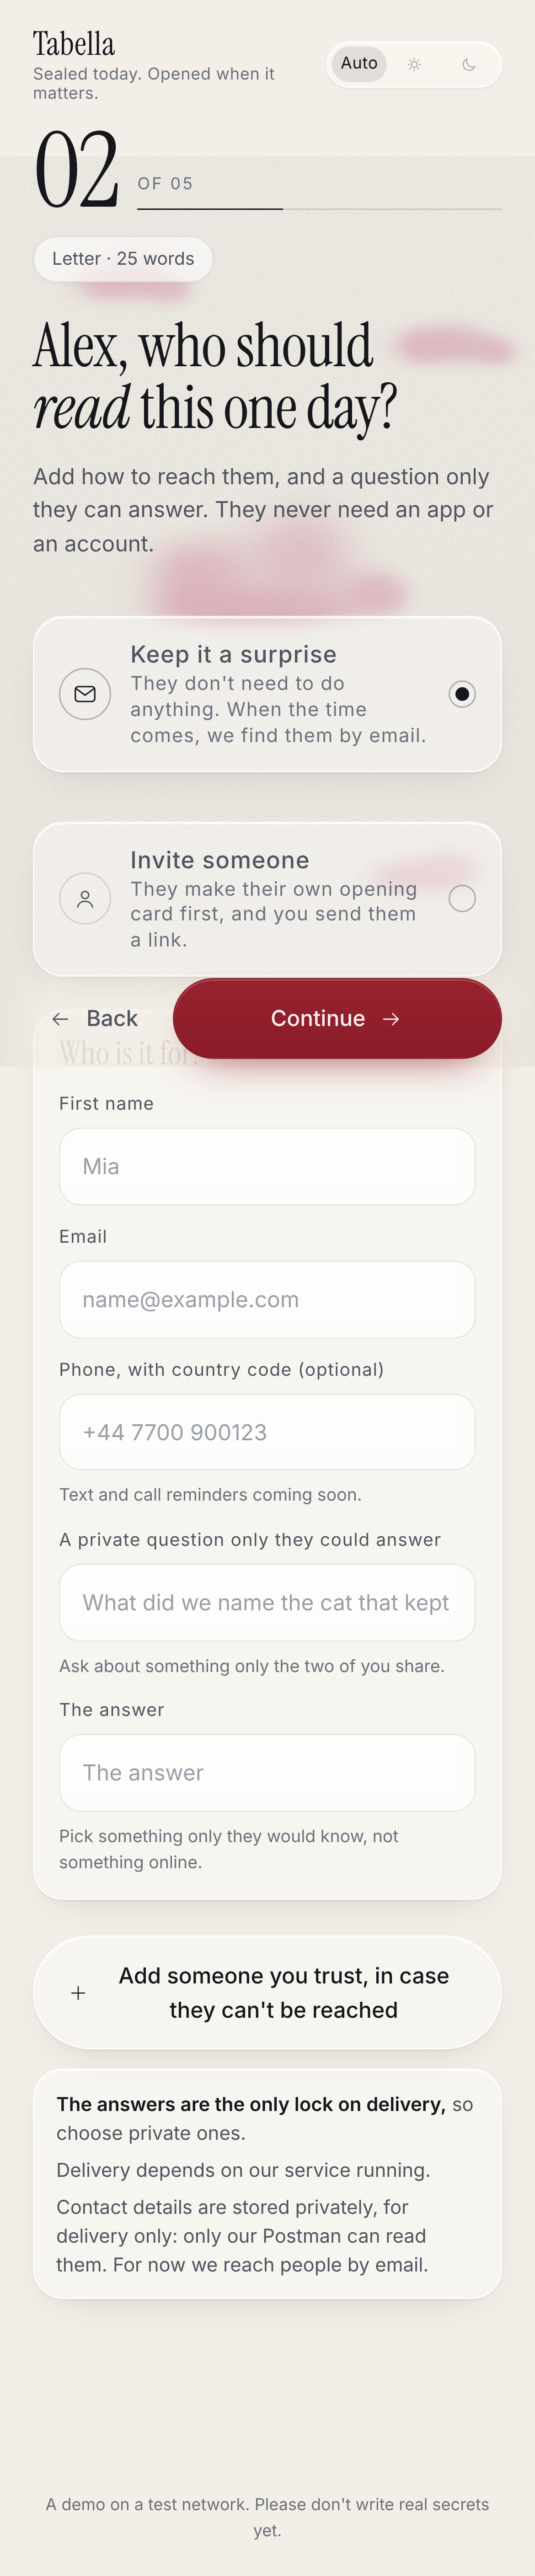 Tabella
Sealed today. Opened when it
matters.
Auto
02
OF 05
Letter · 25 words
Alex, who should
read this one day?
Add how to reach them, and a question only
they can answer. They never need an app or
an account.
Keep it a surprise
They don't need to do
anything. When the time
comes, we find them by email.
Invite someone
They make their own opening
card first, and you send them
a link.
Back
Continue
Who is it for?
First name
Mia
Email
name@example.com
Phone, with country code (optional)
+44 7700 900123
Text and call reminders coming soon.
A private question only they could answer
What did we name the cat that kept
Ask about something only the two of you share.
The answer
The answer
Pick something only they would know, not
something online.
Add someone you trust, in case
they can't be reached
The answers are the only lock on delivery, so
choose private ones.
Delivery depends on our service running.
Contact details are stored privately, for
delivery only: only our Postman can read
them. For now we reach people by email.
A demo on a test network. Please don't write real secrets
yet.